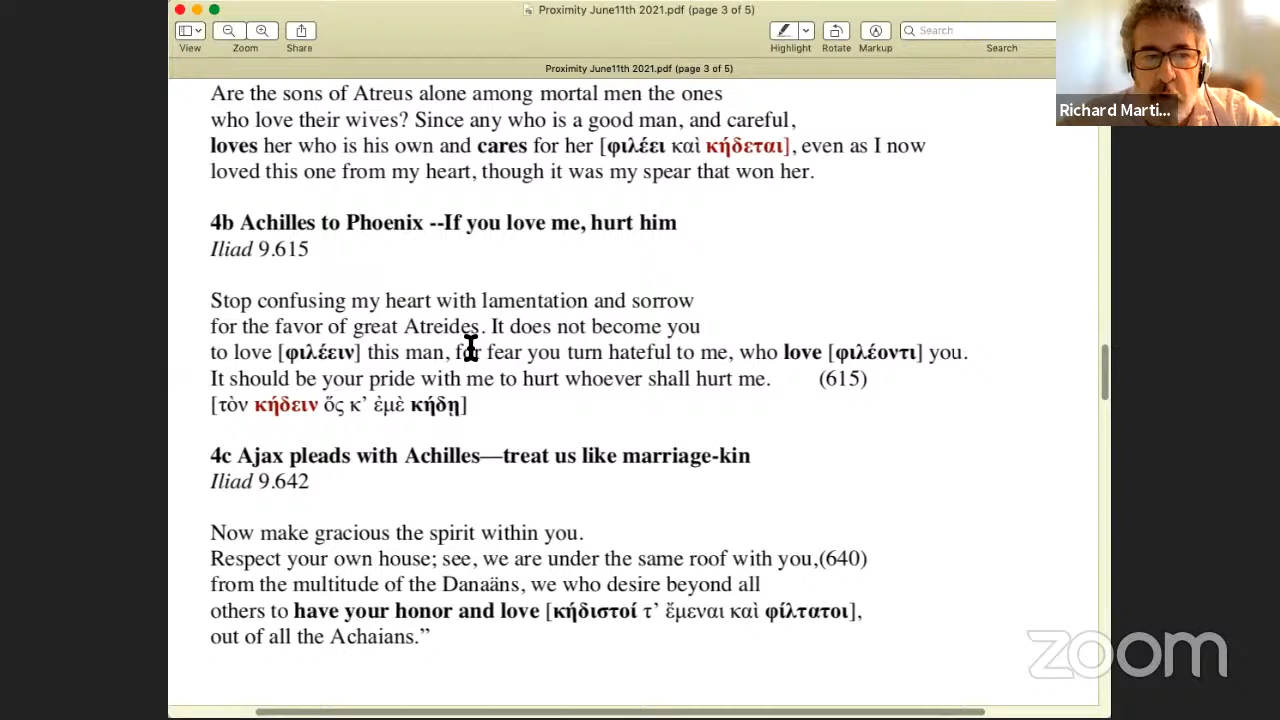 Proximity June11th 2021.pdf (page 3 of 5)
View
Zoom
Share
Highlight
Rotate
Markup
Search
Search
Proximity June11th 2021.pdf (page 3 of 5)
Richard Marti...
Are the sons of Atreus alone among mortal men the ones
who love their wives? Since any who is a good man, and careful,
loves her who is his own and cares for her [φιλέει καὶ κήδεται], even as I now
loved this one from my heart, though it was my spear that won her.
4b Achilles to Phoenix --If you love me, hurt him
Iliad 9.615
Stop confusing my heart with lamentation and sorrow
for the favor of great Atreides. It does not become you
to love [φιλέειν] this man, for fear you turn hateful to me, who love [φιλέοντι] you.
It should be your pride with me to hurt whoever shall hurt me. (615)
[τὸν κήδειν ὅς κ’ ἐμὲ κήδῃ]
4c Ajax pleads with Achilles—treat us like marriage-kin
Iliad 9.642
Now make gracious the spirit within you.
Respect your own house; see, we are under the same roof with you,(640)
from the multitude of the Danaäns, we who desire beyond all
others to have your honor and love [κήδιστοί τ’ ἔμεναι καὶ φίλτατοι],
out of all the Achaians.”
zoom